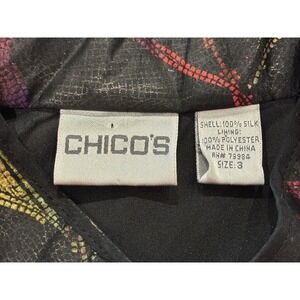 CHICO'S
SHELL: 100% SILK
LINING:
100% POLYESTER
MADE IN CHINA
RN# 79984
SIZE: 3